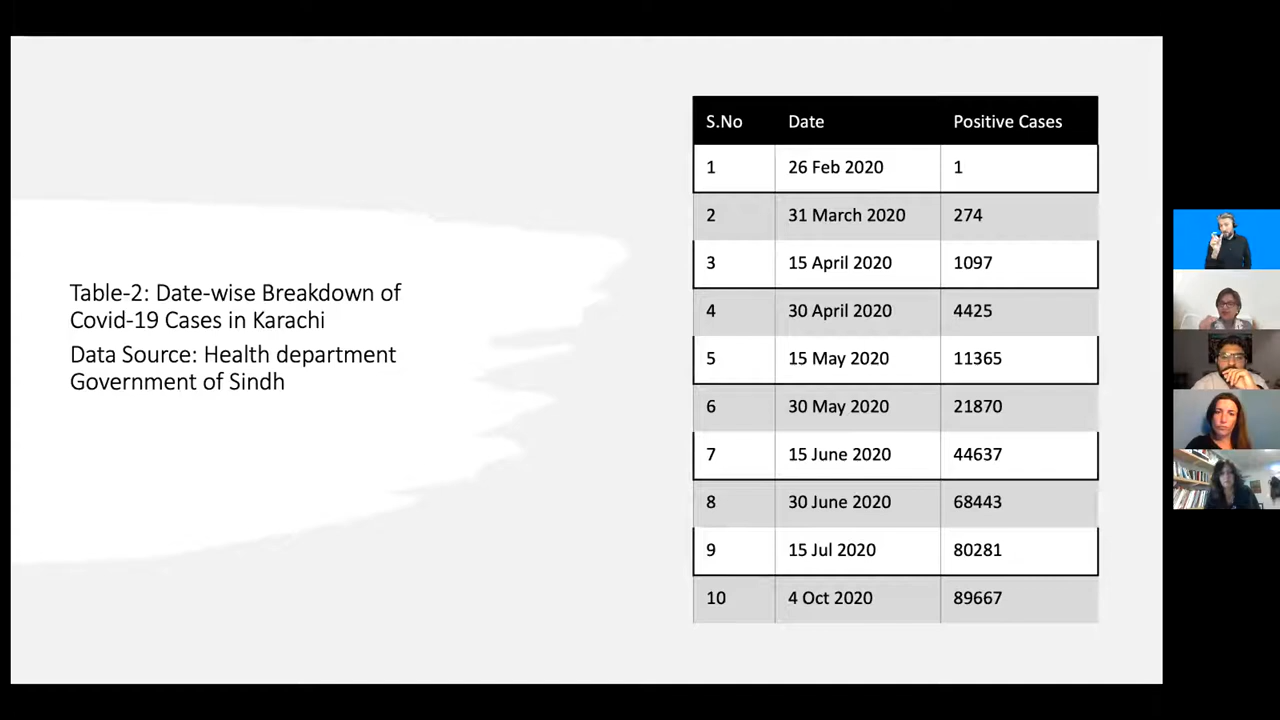 Table-2: Date-wise Breakdown of
Covid-19 Cases in Karachi
Data Source: Health department
Government of Sindh
S.No Date Positive Cases
1 26 Feb 2020 1
2 31 March 2020 274
3 15 April 2020 1097
4 30 April 2020 4425
5 15 May 2020 11365
6 30 May 2020 21870
7 15 June 2020 44637
8 30 June 2020 68443
9 15 Jul 2020 80281
10 4 Oct 2020 89667